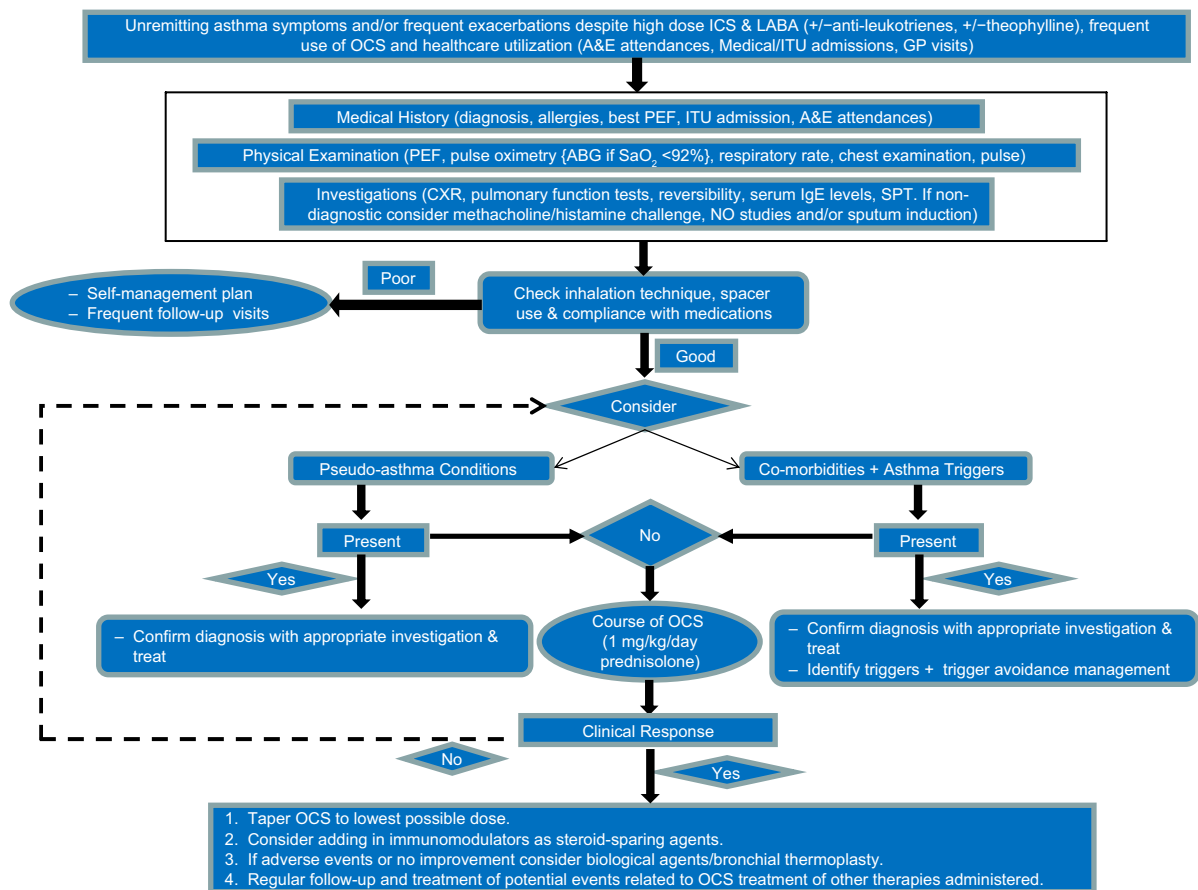 Unremitting asthma symptoms and/or frequent exacerbations despite high dose ICS & LABA (+/−anti-leukotrienes, +/−theophylline), frequent
use of OCS and healthcare utilization (A&E attendances, Medical/ITU admissions, GP visits)
Medical History (diagnosis, allergies, best PEF, ITU admission, A&E attendances)
Physical Examination (PEF, pulse oximetry {ABG if SaO₂ <92%}, respiratory rate, chest examination, pulse)
Investigations (CXR, pulmonary function tests, reversibility, serum IgE levels, SPT. If non-
diagnostic consider methacholine/histamine challenge, NO studies and/or sputum induction)
Poor
– Self-management plan
– Frequent follow-up visits
Check inhalation technique, spacer
use & compliance with medications
Good
Consider
Pseudo-asthma Conditions
Co-morbidities + Asthma Triggers
Present
No
Present
Yes
Yes
– Confirm diagnosis with appropriate investigation &
treat
Course of OCS
(1 mg/kg/day
prednisolone)
– Confirm diagnosis with appropriate investigation &
treat
– Identify triggers + trigger avoidance management
Clinical Response
No
Yes
1. Taper OCS to lowest possible dose.
2. Consider adding in immunomodulators as steroid-sparing agents.
3. If adverse events or no improvement consider biological agents/bronchial thermoplasty.
4. Regular follow-up and treatment of potential events related to OCS treatment of other therapies administered.